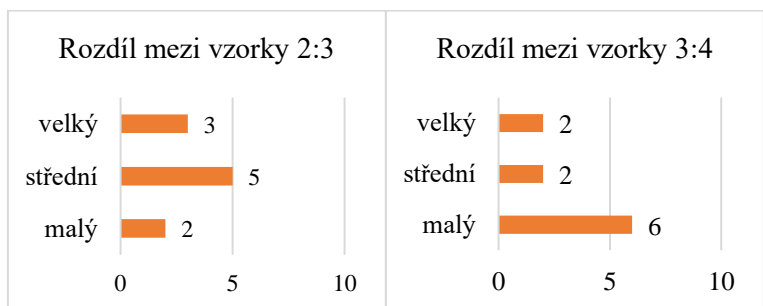 Rozdíl mezi vzorky 2:3
velký
3
střední
5
malý
2
0
5
10
Rozdíl mezi vzorky 3:4
velký
2
střední
2
malý
6
0
5
10